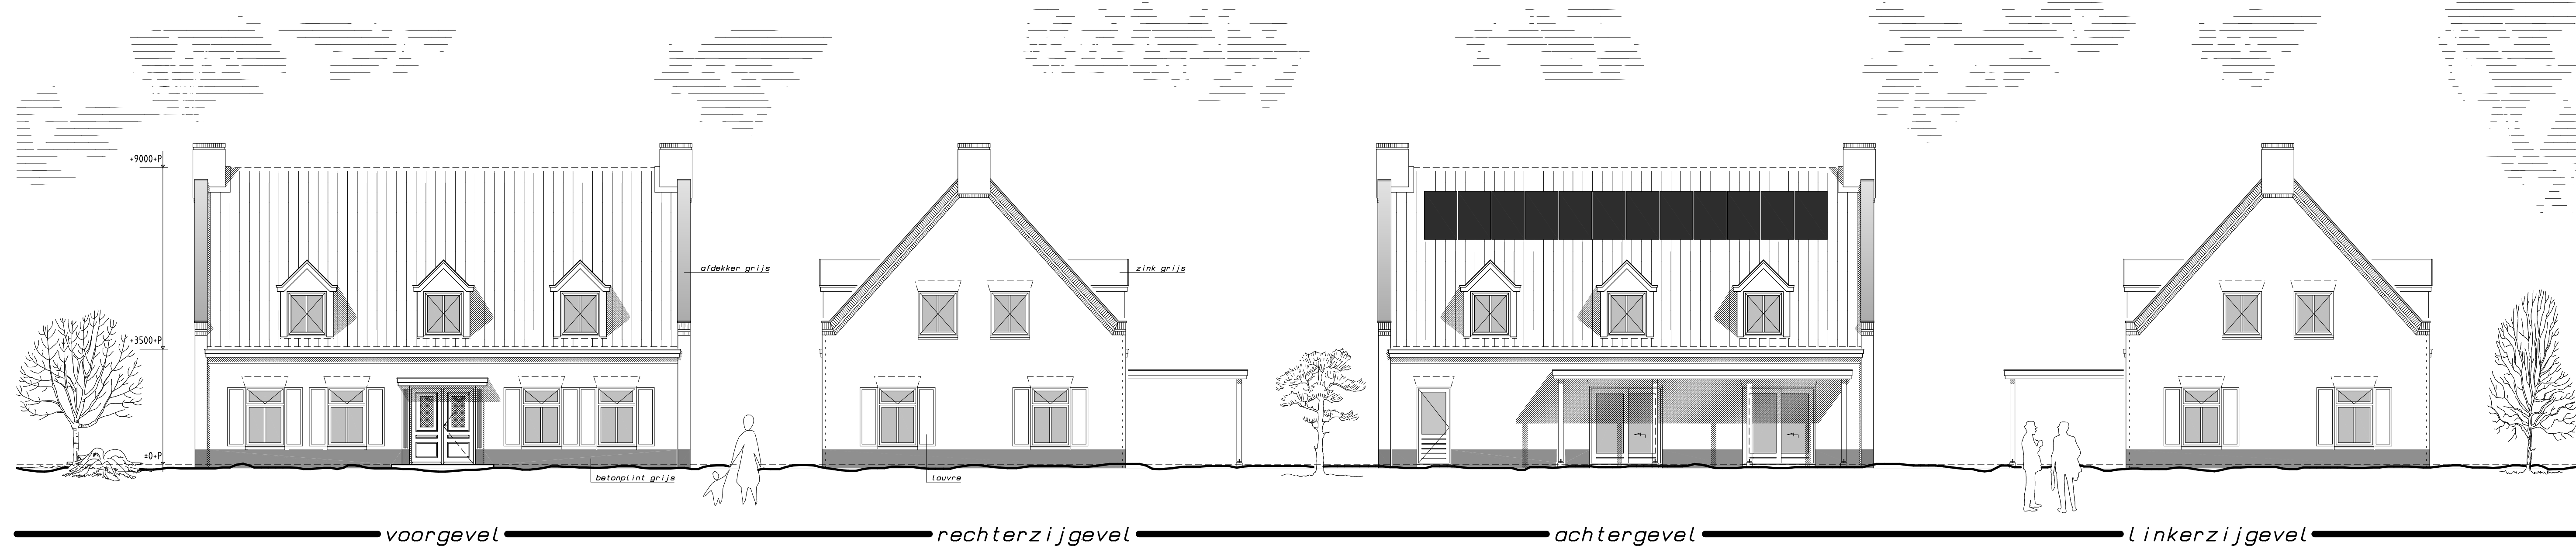 +9000+P
afdekker grijs
zink grijs
+3500+P
±0+P
betonplint grijs
louvre
voorgevel
rechterzijgevel
achtergevel
linkerzijgevel